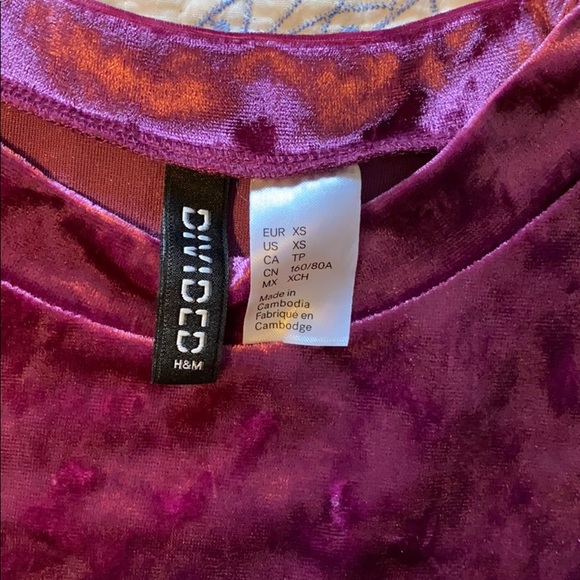 DIVIDED
H&M
EUR XS
US XS
CA TP
CN 160/80A
MX XCH
Made in
Cambodia
Fabriqué en
Cambodge